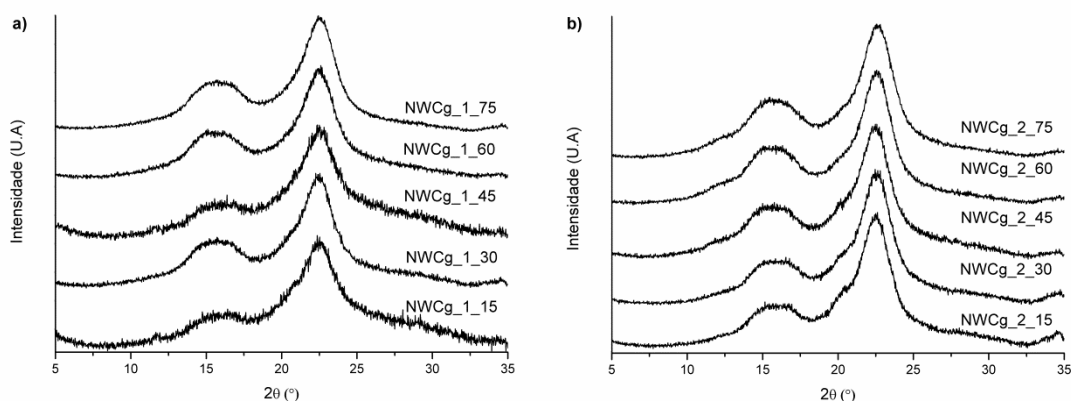 a)
Intensidade (U.A)
NWCg_1_75
NWCg_1_60
NWCg_1_45
NWCg_1_30
NWCg_1_15
5 10 15 20 25 30 35
2θ (°)
b)
Intensidade (U.A)
NWCg_2_75
NWCg_2_60
NWCg_2_45
NWCg_2_30
NWCg_2_15
5 10 15 20 25 30 35
2θ (°)